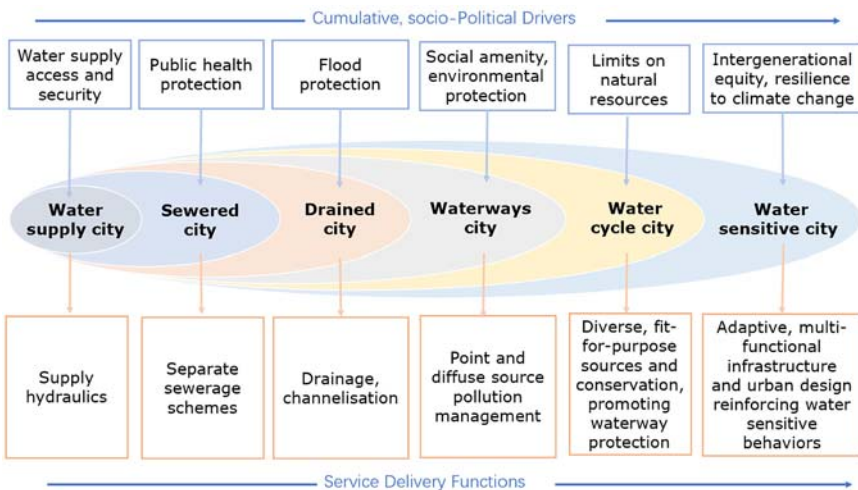 Cumulative, socio-Political Drivers
Water supply
access and
security
Public health
protection
Flood
protection
Social amenity,
environmental
protection
Limits on
natural
resources
Intergenerational
equity, resilience
to climate change
Water
supply city
Sewered
city
Drained
city
Waterways
city
Water
cycle city
Water
sensitive city
Supply
hydraulics
Separate
sewerage
schemes
Drainage,
channelisation
Point and
diffuse source
pollution
management
Diverse, fit-
for-purpose
sources and
conservation,
promoting
waterway
protection
Adaptive, multi-
functional
infrastructure
and urban design
reinforcing water
sensitive
behaviors
Service Delivery Functions